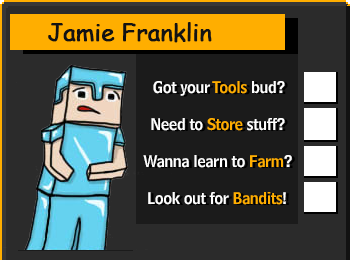 Jamie Franklin
Got your Tools bud?
Need to Store stuff?
Wanna learn to Farm?
Look out for Bandits!